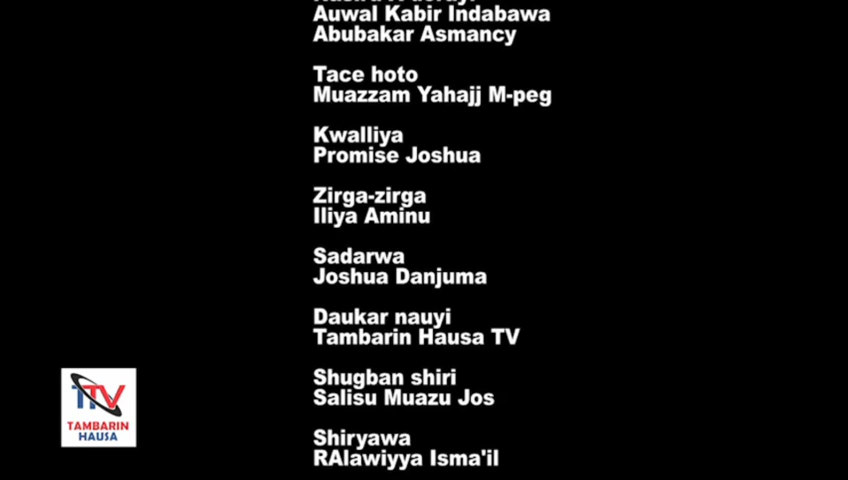 Auwal Kabir Indabawa
Abubakar Asmancy
Tace hoto
Muazzam Yahajj M-peg
Kwalliya
Promise Joshua
Zirga-zirga
Iliya Aminu
Sadarwa
Joshua Danjuma
Daukar nauyi
Tambarin Hausa TV
Shugban shiri
Salisu Muazu Jos
Shiryawa
RAlawiyya Isma'il
TTV
TAMBARIN
HAUSA